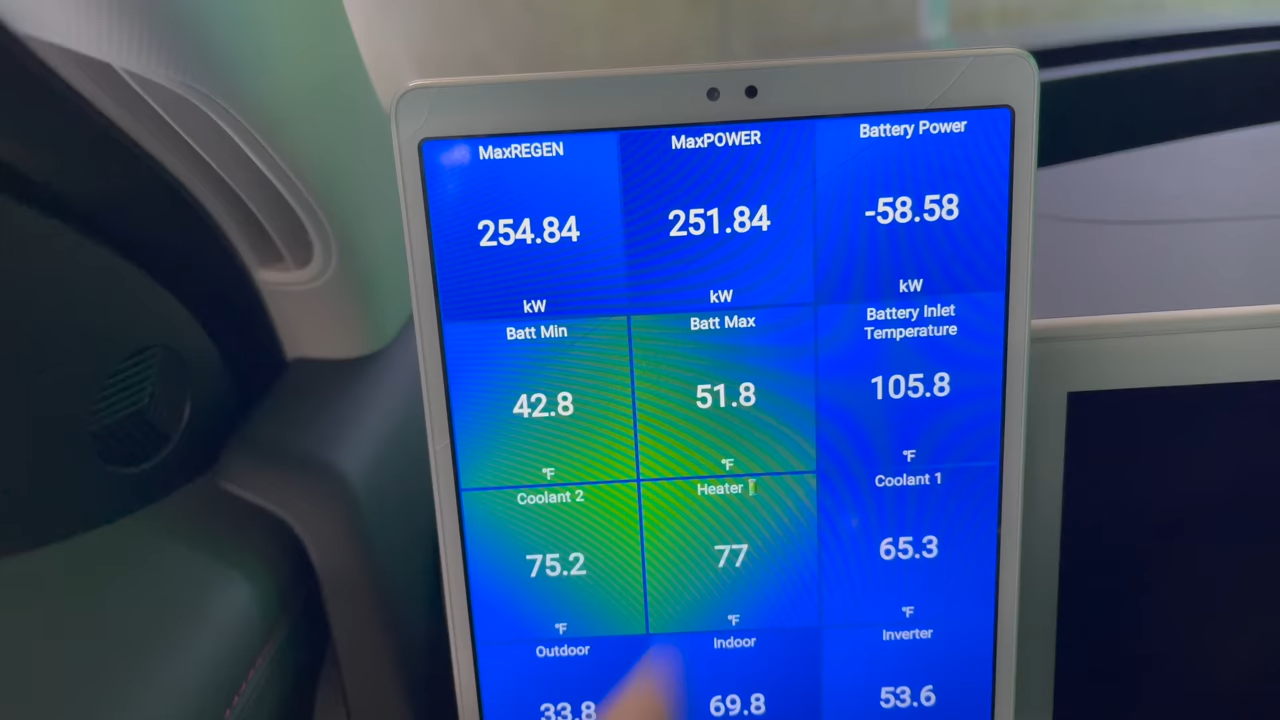 MaxREGEN
254.84
kW
MaxPOWER
251.84
kW
Battery Power
-58.58
kW
Batt Min
42.8
°F
Batt Max
51.8
°F
Battery Inlet
Temperature
105.8
°F
Coolant 2
75.2
°F
Heater
77
°F
Coolant 1
65.3
°F
Outdoor
33.8
Indoor
69.8
Inverter
53.6